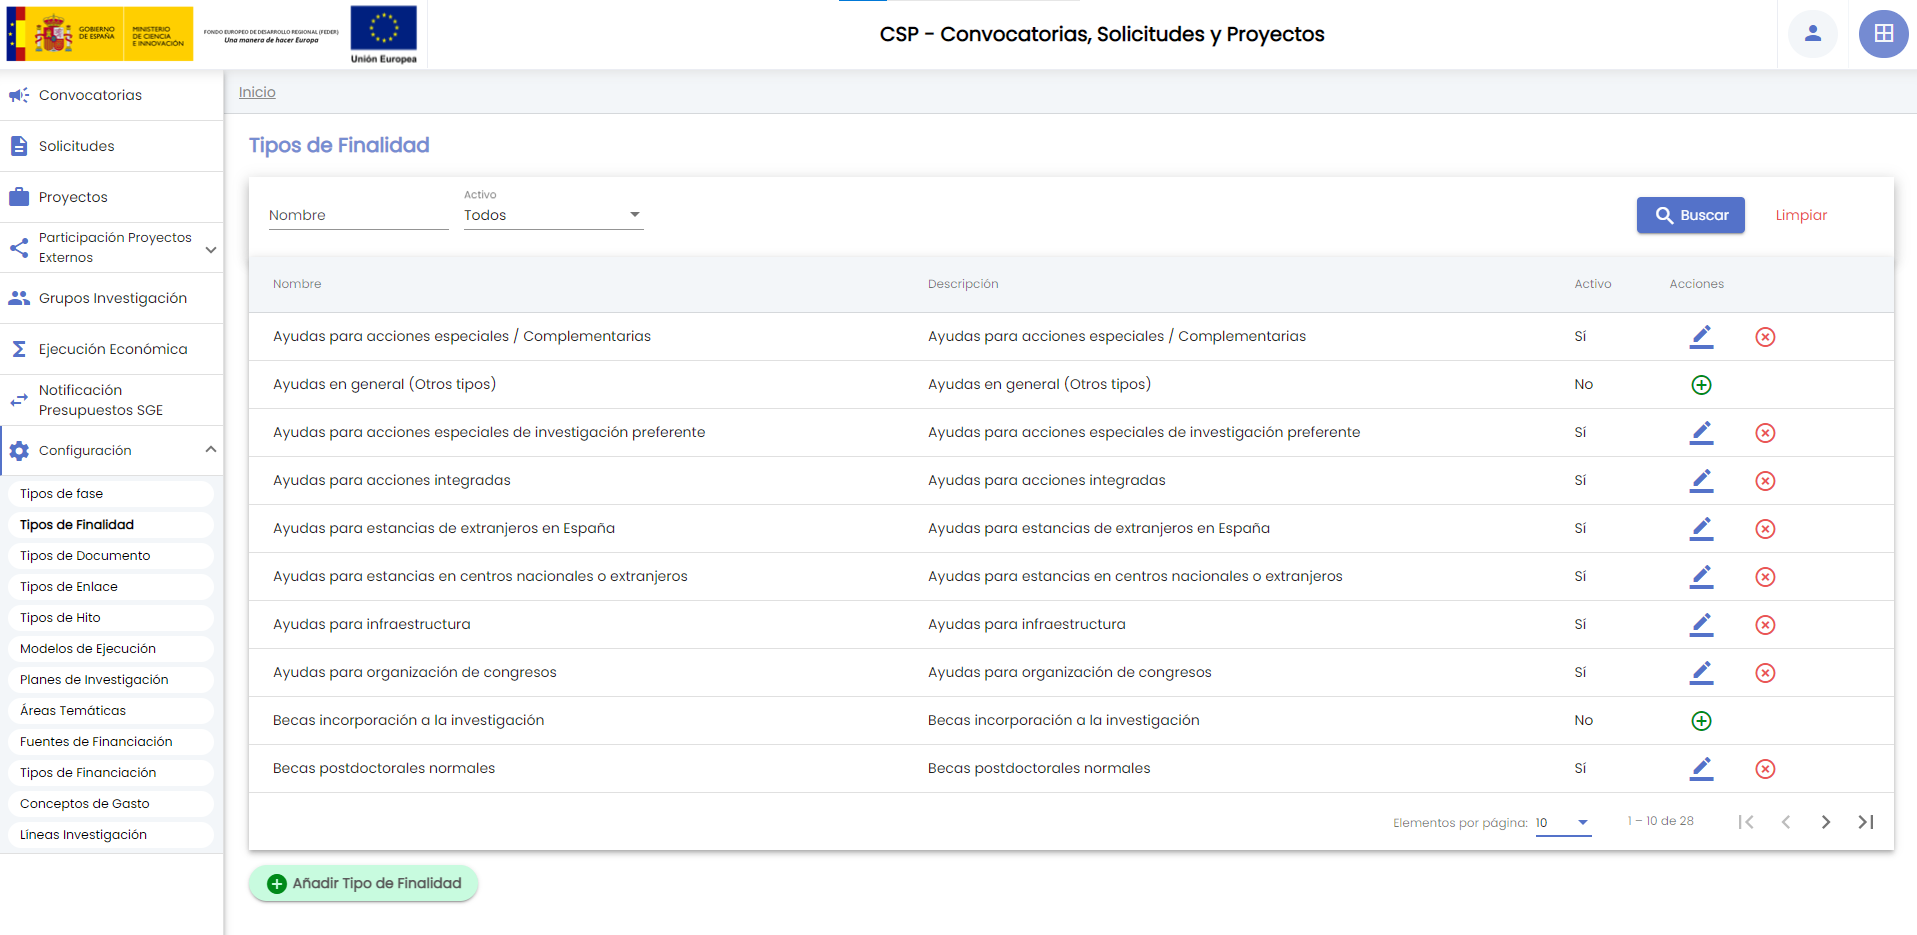 GOBIERNO
DE ESPAÑA
MINISTERIO
DE CIENCIA
E INNOVACIÓN
FONDO EUROPEO DE DESARROLLO REGIONAL (FEDER)
Una manera de hacer Europa
Unión Europea
CSP - Convocatorias, Solicitudes y Proyectos
Convocatorias
Solicitudes
Proyectos
Participación Proyectos
Externos
Grupos Investigación
Ejecución Económica
Notificación
Presupuestos SGE
Configuración
Tipos de fase
Tipos de Finalidad
Tipos de Documento
Tipos de Enlace
Tipos de Hito
Modelos de Ejecución
Planes de Investigación
Áreas Temáticas
Fuentes de Financiación
Tipos de Financiación
Conceptos de Gasto
Líneas Investigación
Inicio
Tipos de Finalidad
Nombre
Activo
Todos
Buscar
Limpiar
Nombre Descripción Activo Acciones
Ayudas para acciones especiales / Complementarias Ayudas para acciones especiales / Complementarias Sí
Ayudas en general (Otros tipos) Ayudas en general (Otros tipos) No
Ayudas para acciones especiales de investigación preferente Ayudas para acciones especiales de investigación preferente Sí
Ayudas para acciones integradas Ayudas para acciones integradas Sí
Ayudas para estancias de extranjeros en España Ayudas para estancias de extranjeros en España Sí
Ayudas para estancias en centros nacionales o extranjeros Ayudas para estancias en centros nacionales o extranjeros Sí
Ayudas para infraestructura Ayudas para infraestructura Sí
Ayudas para organización de congresos Ayudas para organización de congresos Sí
Becas incorporación a la investigación Becas incorporación a la investigación No
Becas postdoctorales normales Becas postdoctorales normales Sí
Elementos por página: 10 1 – 10 de 28
Añadir Tipo de Finalidad